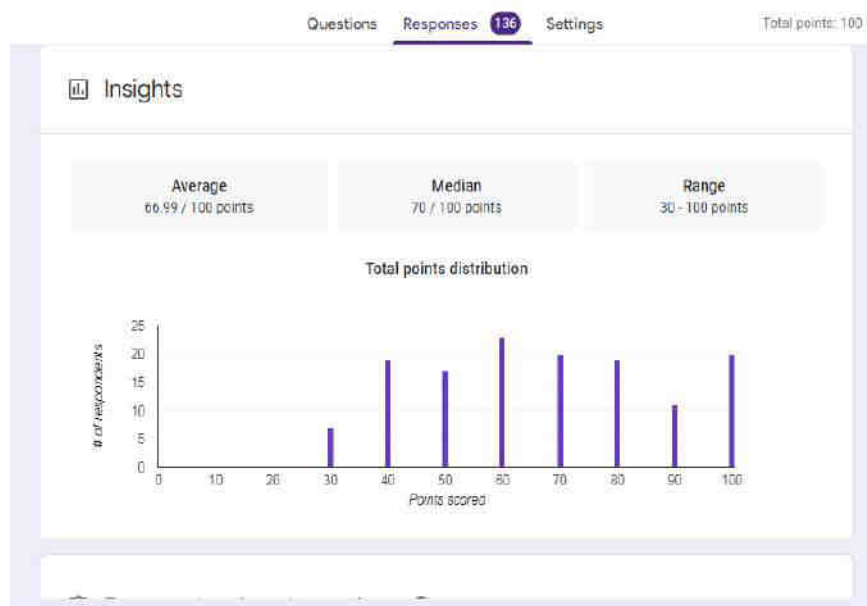 Questions Responses 136 Settings Total points: 100
Insights
Average Median Range
66.99 / 100 points 70 / 100 points 30 - 100 points
Total points distribution
25
20
15
10
5
0
# of respondents
0 10 20 30 40 50 60 70 80 90 100
Points scored